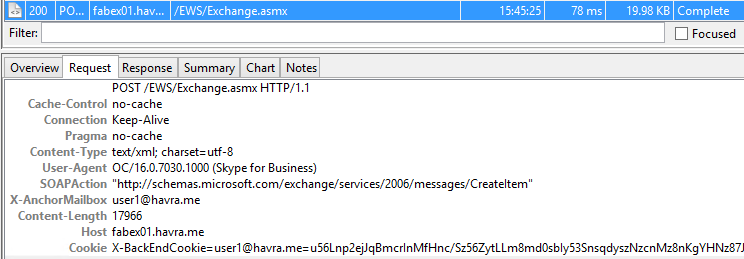 200 PO... fabex01.hav... /EWS/Exchange.asmx 15:45:25 78 ms 19.98 KB Complete
Filter: Focused
Overview Request Response Summary Chart Notes
POST /EWS/Exchange.asmx HTTP/1.1
Cache-Control no-cache
Connection Keep-Alive
Pragma no-cache
Content-Type text/xml; charset=utf-8
User-Agent OC/16.0.7030.1000 (Skype for Business)
SOAPAction "http://schemas.microsoft.com/exchange/services/2006/messages/CreateItem"
X-AnchorMailbox user1@havra.me
Content-Length 17966
Host fabex01.havra.me
Cookie X-BackEndCookie=user1@havra.me=u56Lnp2ejJqBmcrInMfHnc/Sz56ZytLLm8md0sbly53SnsqdyszNzcnMz8nKgYHNz87J